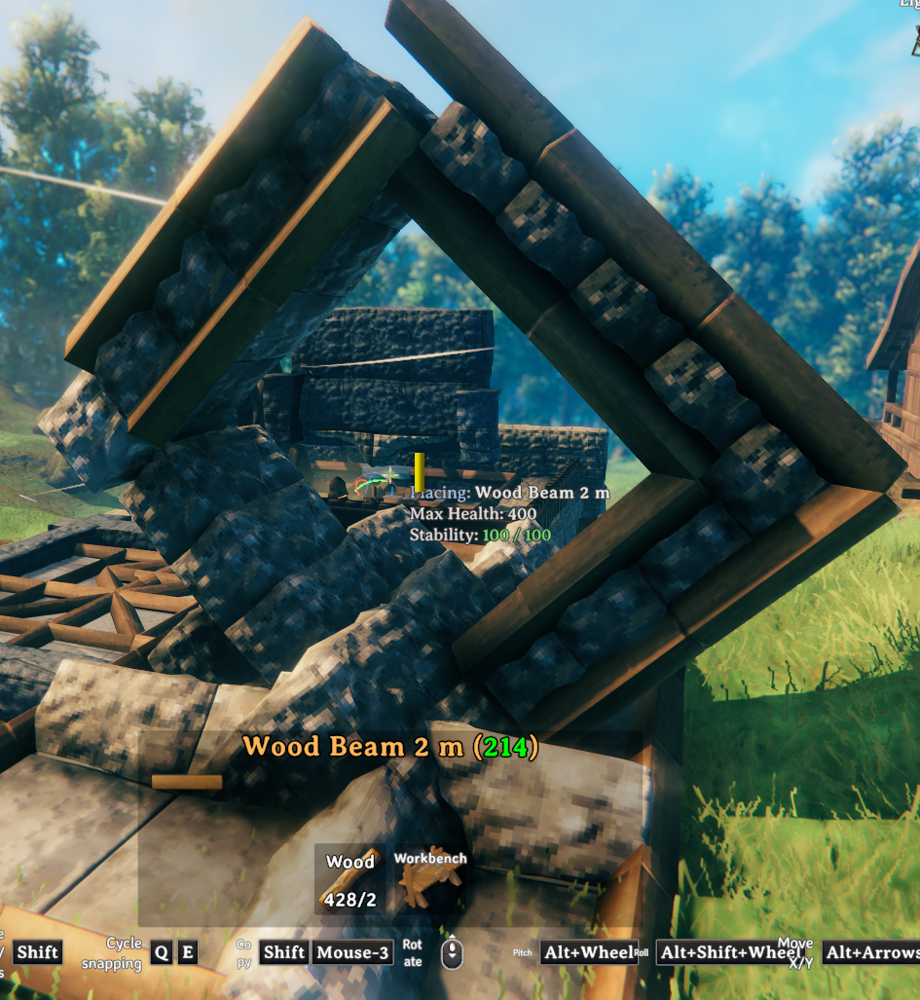 Placing: Wood Beam 2 m
Max Health: 400
Stability: 100 / 100
Wood Beam 2 m (214)
Wood
Workbench
428/2
Shift
Cycle
snapping
Q E
Co
py
Shift Mouse-3
Rot
ate
Pitch
Alt+Wheel
Roll
Alt+Shift+Wheel
Move
X/Y
Alt+Arrows